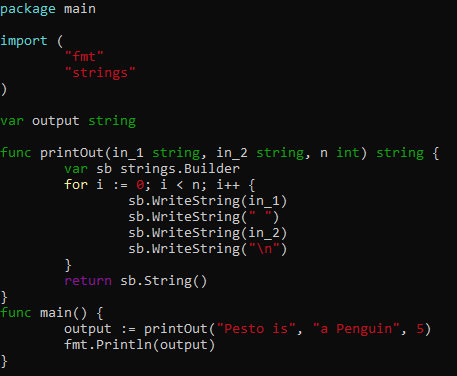 package main

import (
        "fmt"
        "strings"
)

var output string

func printOut(in_1 string, in_2 string, n int) string {
        var sb strings.Builder
        for i := 0; i < n; i++ {
                sb.WriteString(in_1)
                sb.WriteString(" ")
                sb.WriteString(in_2)
                sb.WriteString("\n")
        }
        return sb.String()
}
func main() {
        output := printOut("Pesto is", "a Penguin", 5)
        fmt.Println(output)
}